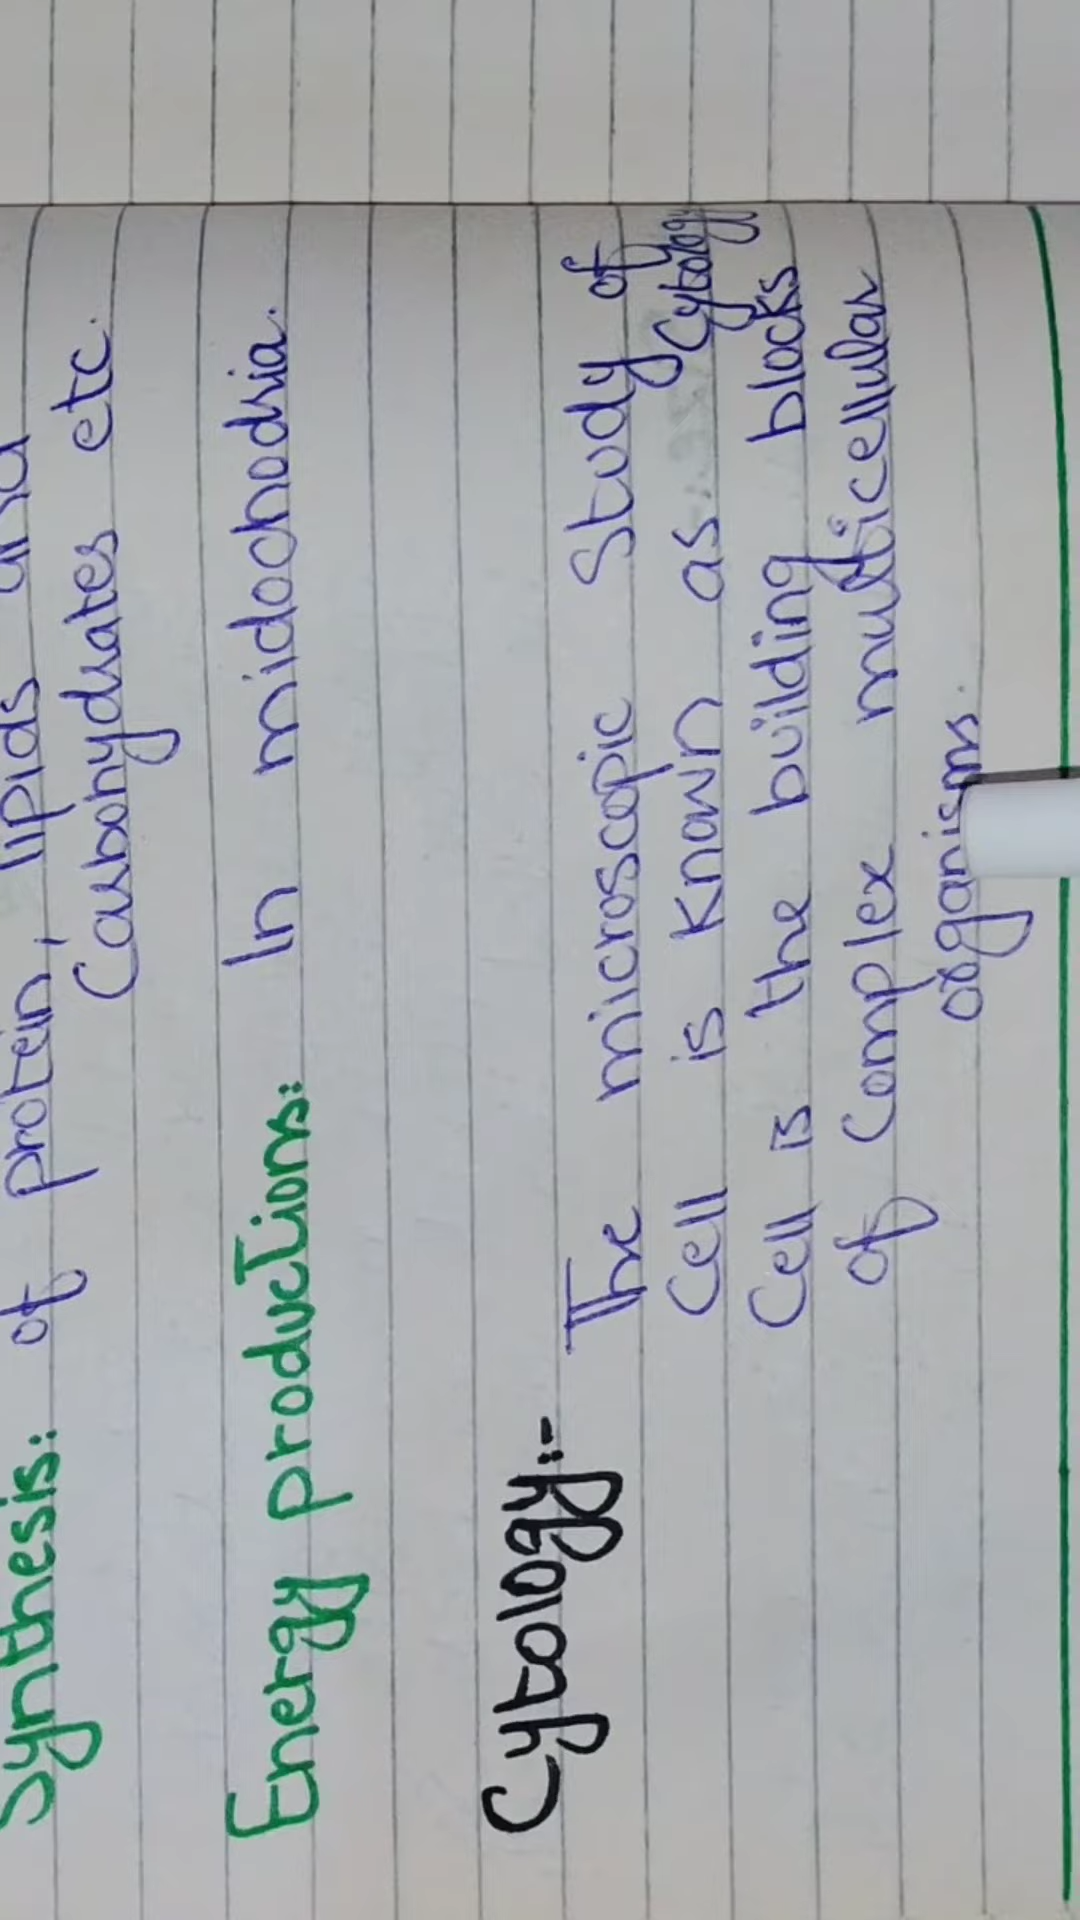 Synthesis: of protein, lipids and
Carbohydrates etc.
Energy productions: In midochodria.
Cytology:- The microscopic study of
Cell is known as Cytology
Cell is the building blocks
of Complex multicellular
organisms.